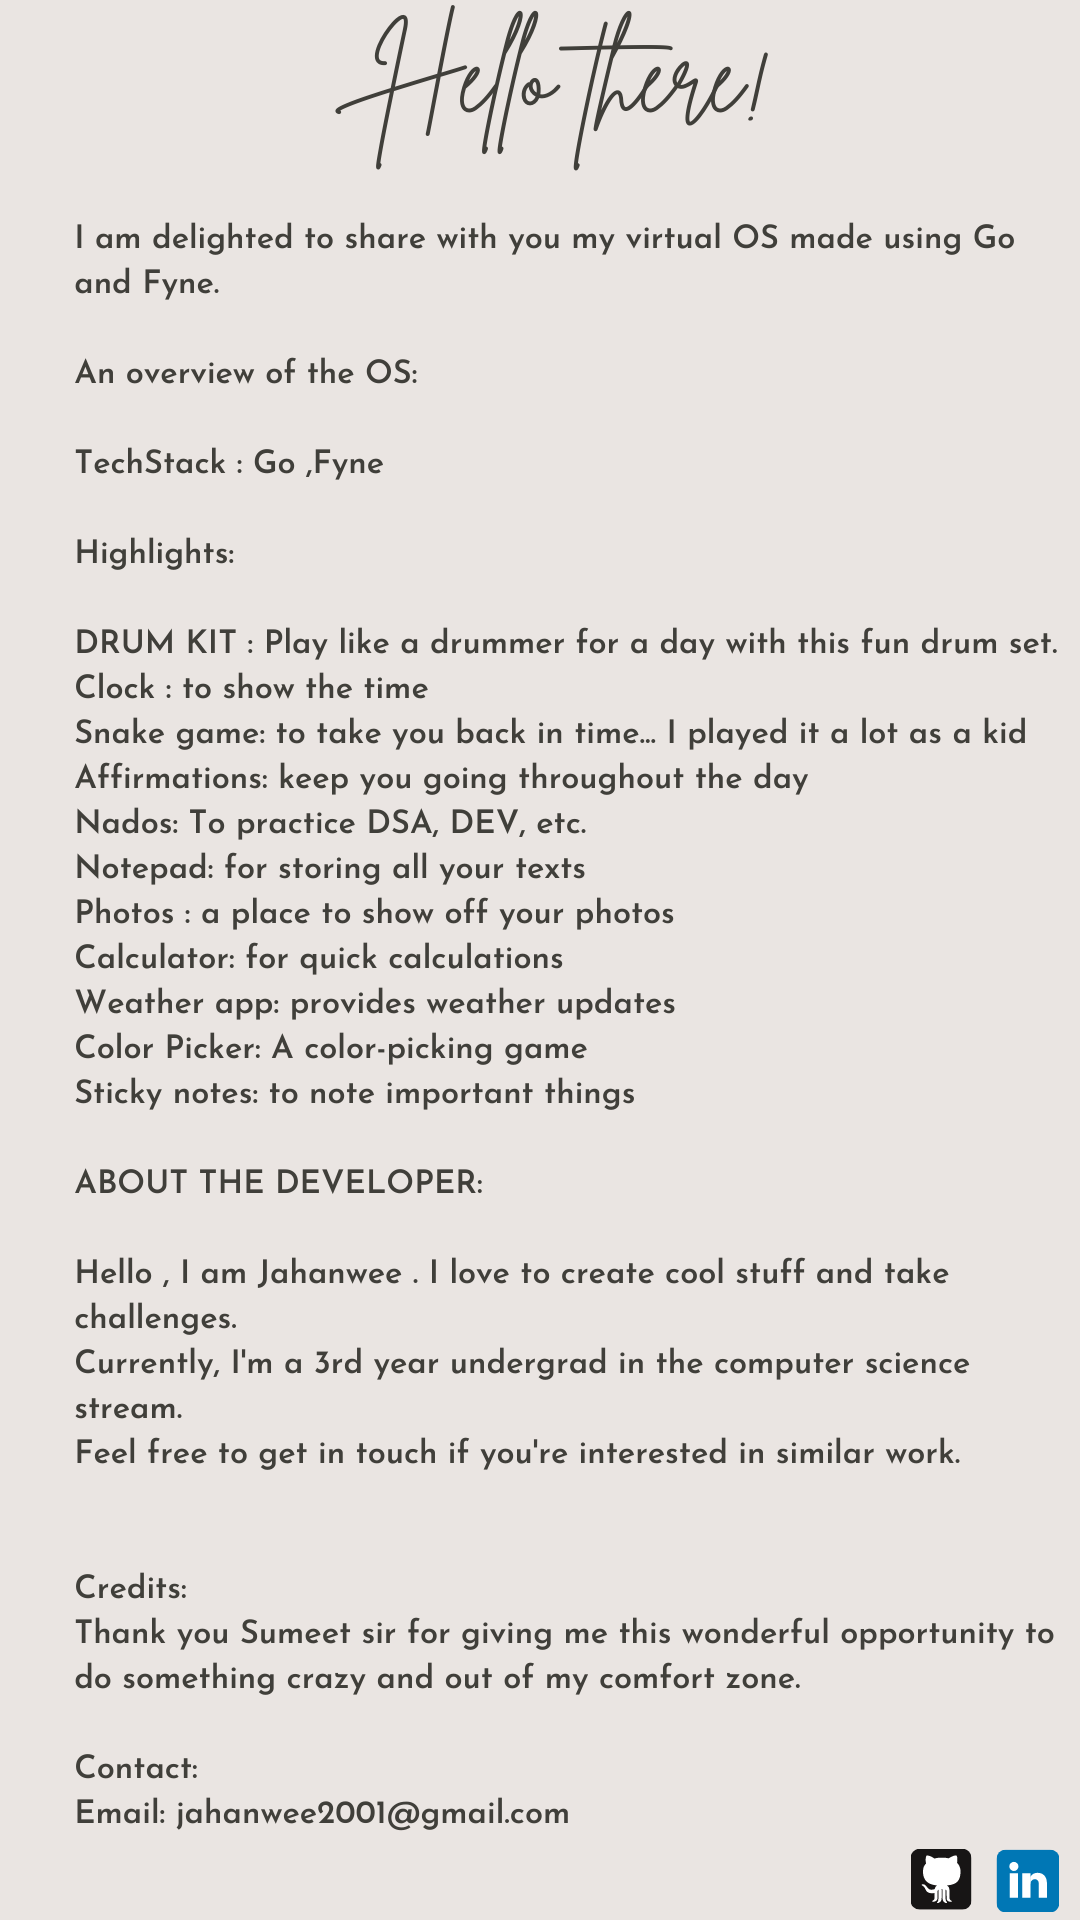 Hello there!
I am delighted to share with you my virtual OS made using Go
and Fyne.
An overview of the OS:
TechStack : Go ,Fyne
Highlights:
DRUM KIT : Play like a drummer for a day with this fun drum set.
Clock : to show the time
Snake game: to take you back in time... I played it a lot as a kid
Affirmations: keep you going throughout the day
Nados: To practice DSA, DEV, etc.
Notepad: for storing all your texts
Photos : a place to show off your photos
Calculator: for quick calculations
Weather app: provides weather updates
Color Picker: A color-picking game
Sticky notes: to note important things
ABOUT THE DEVELOPER:
Hello , I am Jahanwee . I love to create cool stuff and take
challenges.
Currently, I'm a 3rd year undergrad in the computer science
stream.
Feel free to get in touch if you're interested in similar work.
Credits:
Thank you Sumeet sir for giving me this wonderful opportunity to
do something crazy and out of my comfort zone.
Contact:
Email: jahanwee2001@gmail.com
in